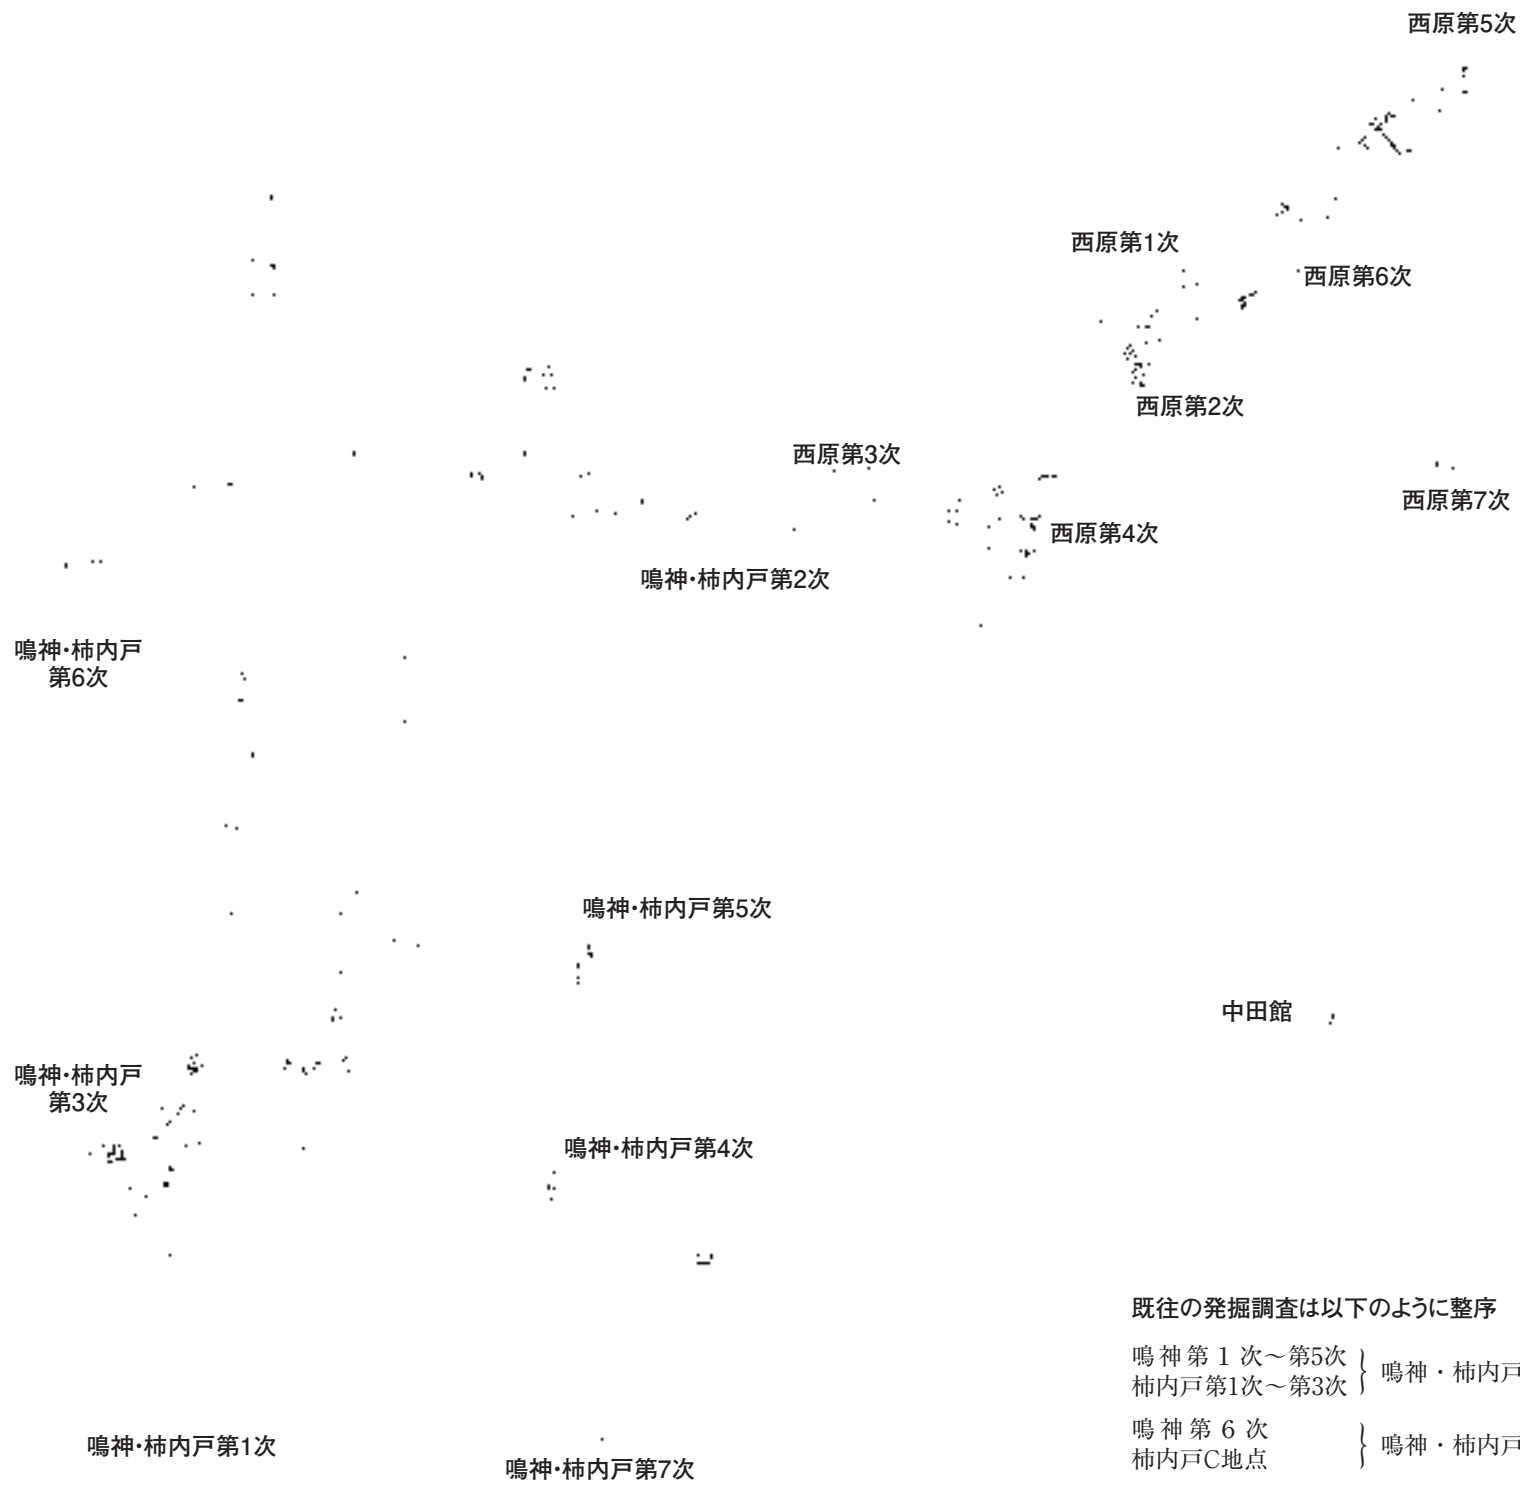 西原第5次
西原第1次
西原第6次
西原第2次
西原第3次
西原第7次
西原第4次
鳴神・柿内戸第2次
鳴神・柿内戸
第6次
鳴神・柿内戸第5次
中田館
鳴神・柿内戸
第3次
鳴神・柿内戸第4次
既往の発掘調査は以下のように整序
鳴神第1次〜第5次
柿内戸第1次〜第3次
鳴神・柿内戸
鳴神第6次
柿内戸C地点
鳴神・柿内戸
鳴神・柿内戸第1次
鳴神・柿内戸第7次